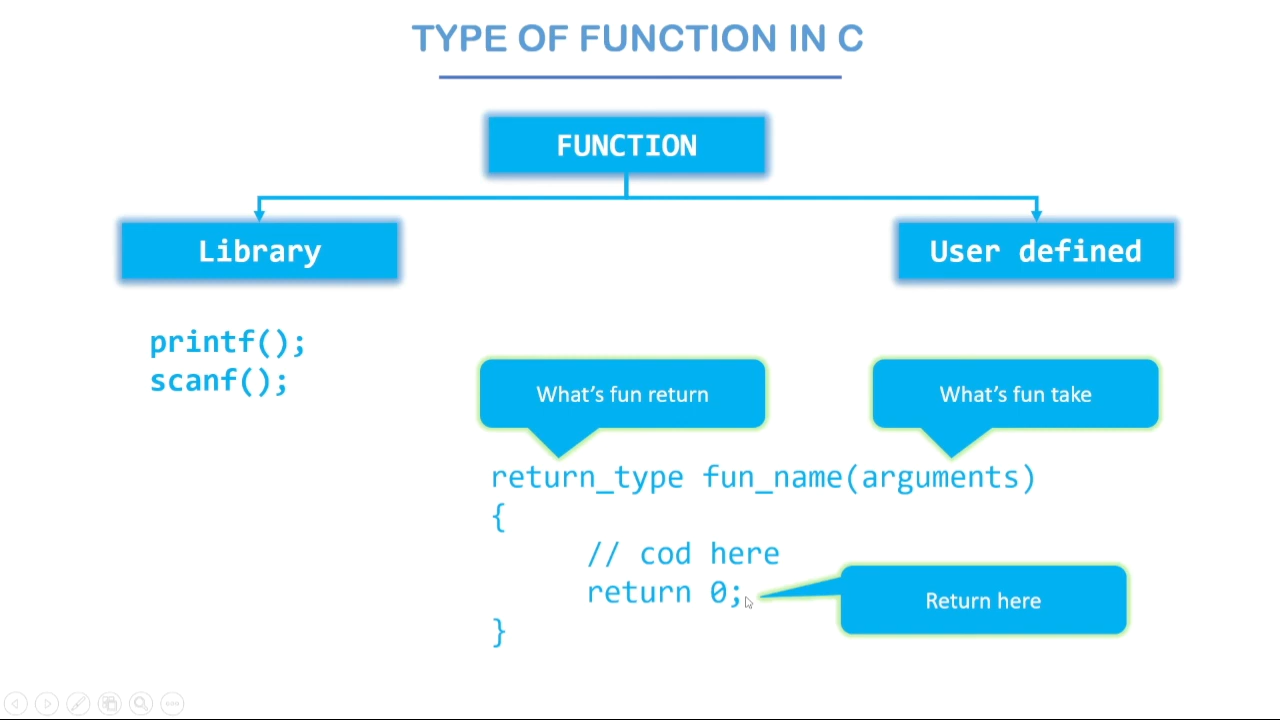 TYPE OF FUNCTION IN C
FUNCTION
Library
User defined
printf();
scanf();
What's fun return
What's fun take
return_type fun_name(arguments)
{
// cod here
return 0;
Return here
}